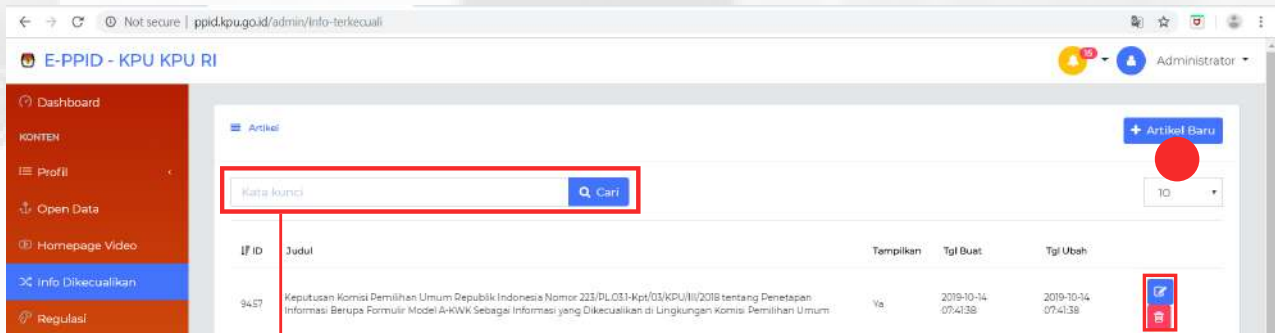 Not secure | ppid.kpu.go.id/admin/info-terkecuali
E-PPID - KPU KPU RI
15
Administrator
Dashboard
KONTEN
Profil
Open Data
Homepage Video
Info Dikecualikan
Regulasi
Artikel
+ Artikel Baru
Kata kunci
Cari
10
ID Judul Tampilkan Tgl Buat Tgl Ubah
9457 Keputusan Komisi Pemilihan Umum Republik Indonesia Nomor 223/PL.03.1-Kpt/03/KPU/III/2018 tentang Penetapan Ya 2019-10-14 2019-10-14
Informasi Berupa Formulir Model A-KWK Sebagai Informasi yang Dikecualikan di Lingkungan Komisi Pemilihan Umum 07:41:38 07:41:38